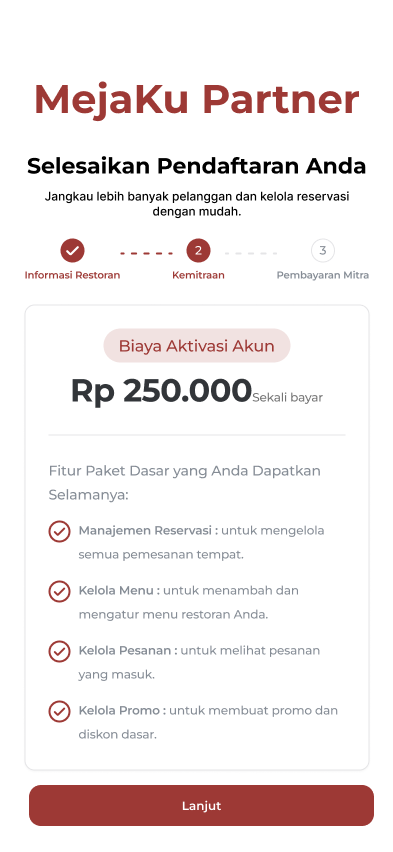 MejaKu Partner
Selesaikan Pendaftaran Anda
Jangkau lebih banyak pelanggan dan kelola reservasi
dengan mudah.
2
3
Informasi Restoran
Kemitraan
Pembayaran Mitra
Biaya Aktivasi Akun
Rp 250.000 Sekali bayar
Fitur Paket Dasar yang Anda Dapatkan
Selamanya:
Manajemen Reservasi : untuk mengelola
semua pemesanan tempat.
Kelola Menu : untuk menambah dan
mengatur menu restoran Anda.
Kelola Pesanan : untuk melihat pesanan
yang masuk.
Kelola Promo : untuk membuat promo dan
diskon dasar.
Lanjut